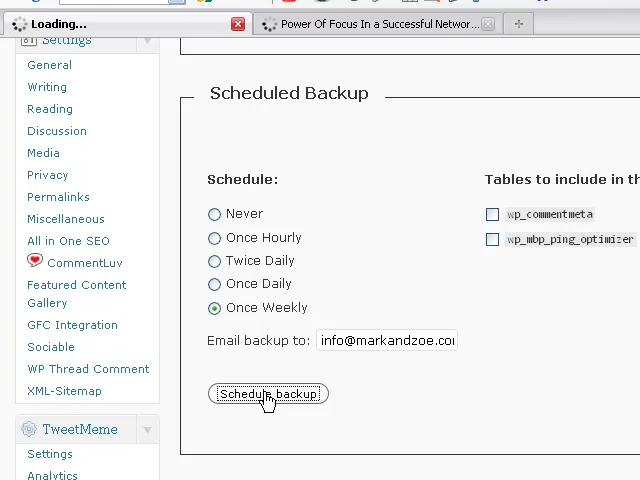 Loading...
Power Of Focus In a Successful Networ...
Settings
General
Writing
Reading
Discussion
Media
Privacy
Permalinks
Miscellaneous
All in One SEO
CommentLuv
Featured Content
Gallery
GFC Integration
Sociable
WP Thread Comment
XML-Sitemap
TweetMeme
Settings
Analytics
Scheduled Backup
Schedule:
Never
Once Hourly
Twice Daily
Once Daily
Once Weekly
Email backup to: info@markandzoe.co
Schedule backup
Tables to include in th
wp_commentmeta
wp_mbp_ping_optimizer